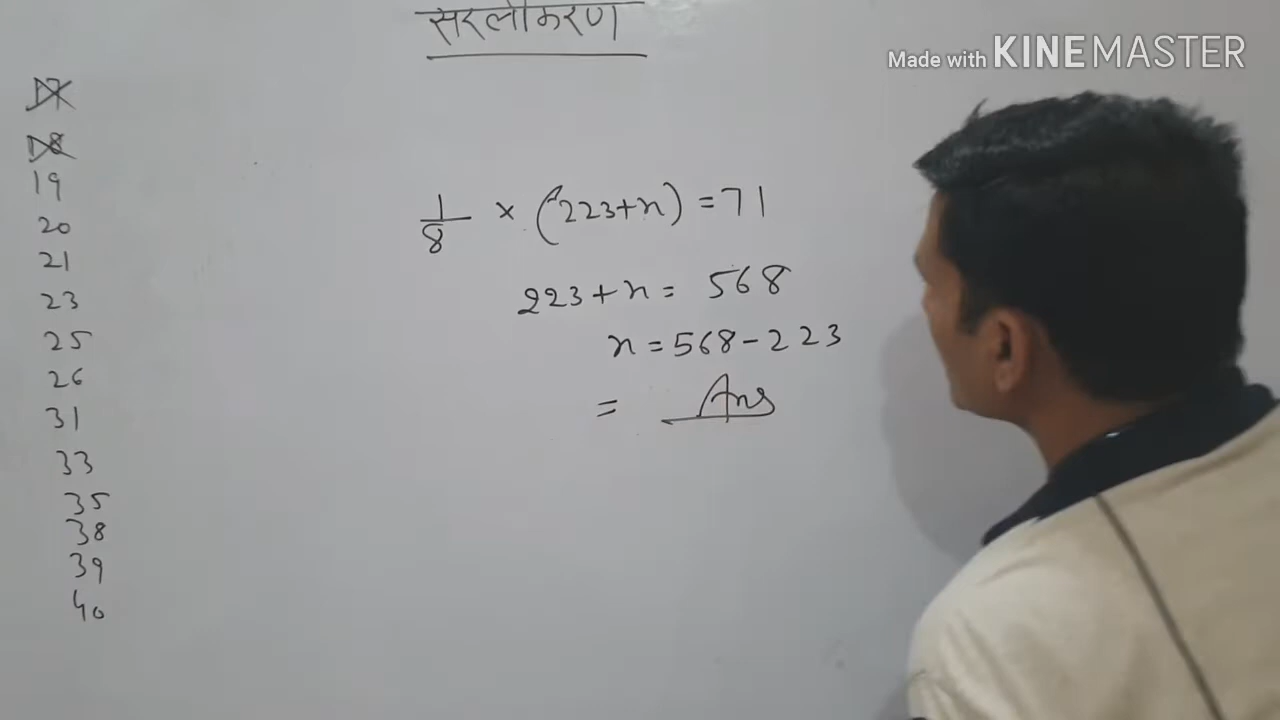 सरलीकरण
Made with KINEMASTER
17
18
19
20
21
23
25
26
31
33
35
38
39
40
1/8 × (223+x) = 71
223+x = 568
x = 568-223
= Ans